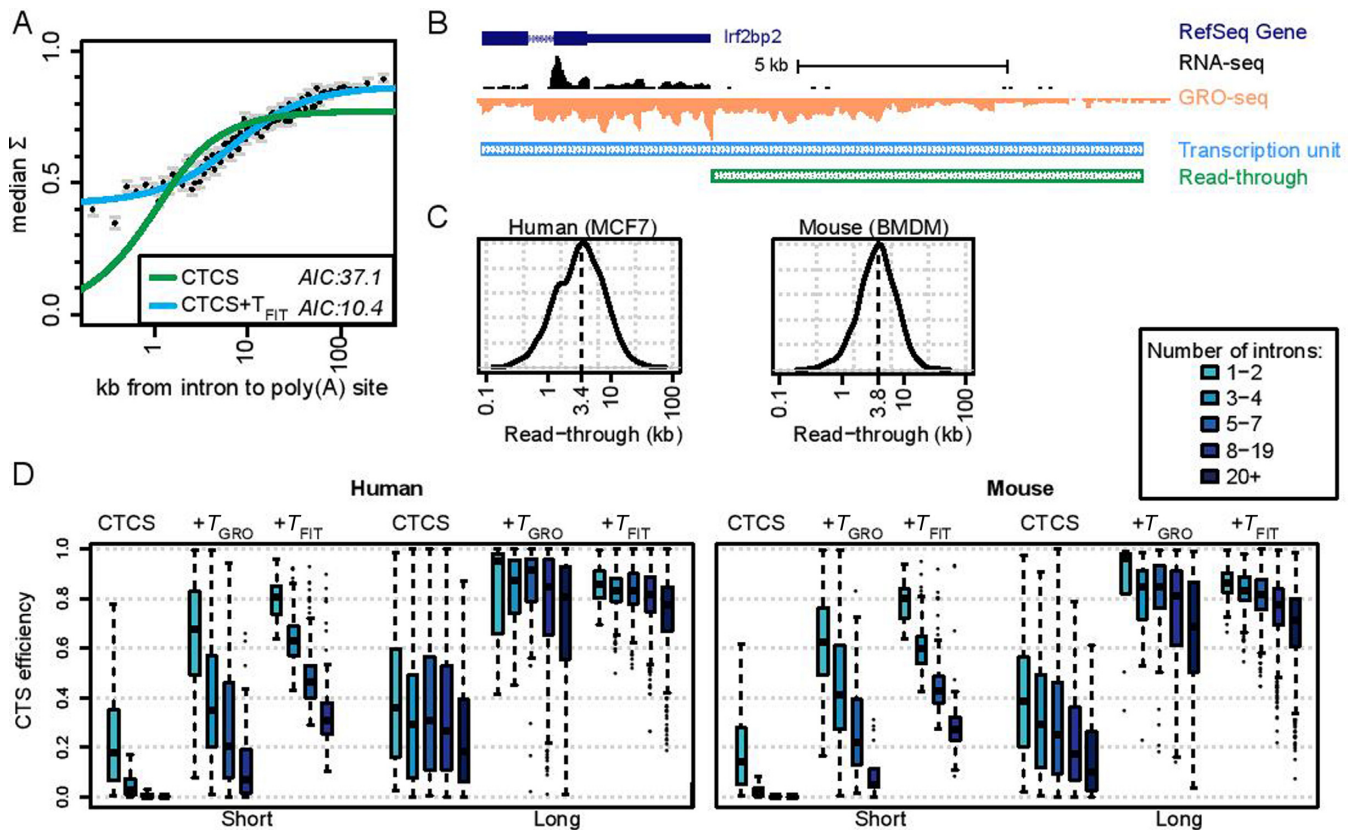 A
1.0
0.5
0.0
median Σ
CTCS AIC:37.1
CTCS+TFIT AIC:10.4
1 10 100
kb from intron to poly(A) site
B
Irf2bp2
5 kb
RefSeq Gene
RNA-seq
GRO-seq
Transcription unit
Read-through
C
Human (MCF7)
0.1 1 3.4 10 100
Read-through (kb)
Mouse (BMDM)
0.1 1 3.8 10 100
Read-through (kb)
Number of introns:
1-2
3-4
5-7
8-19
20+
D
Human
CTCS +TGRO +TFIT CTCS +TGRO +TFIT
Mouse
CTCS +TGRO +TFIT CTCS +TGRO +TFIT
1.0
0.8
0.6
0.4
0.2
0.0
CTS efficiency
Short Long
Short Long